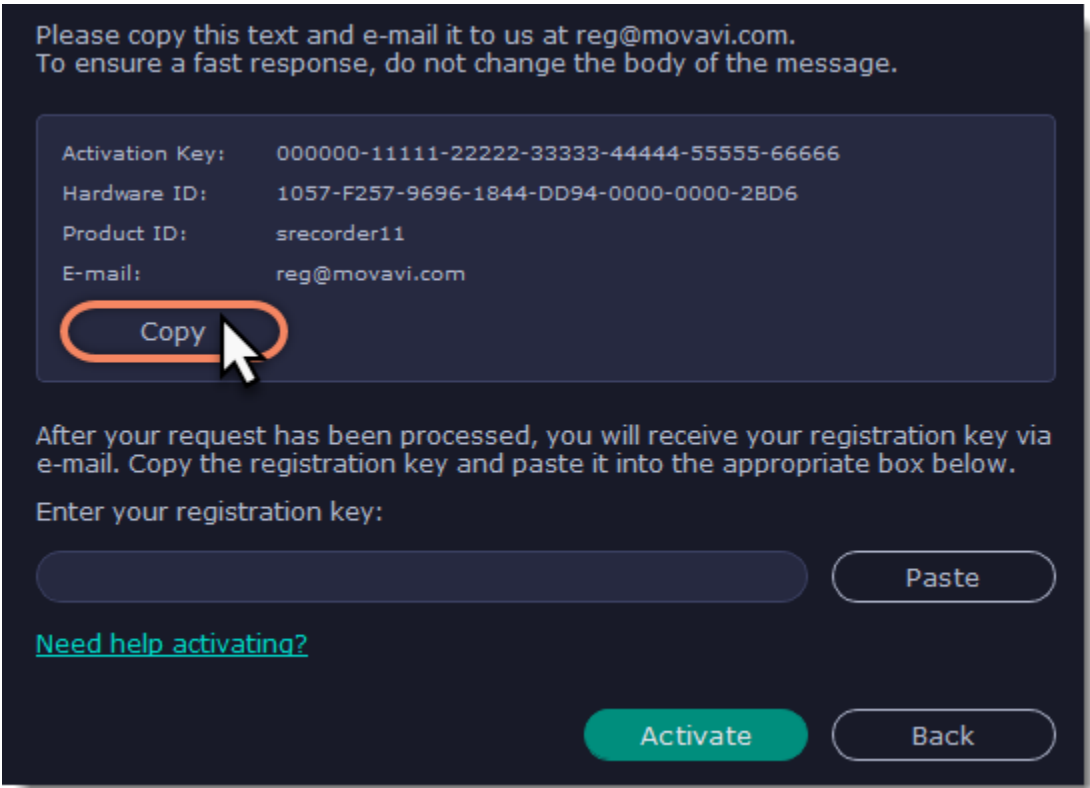 Please copy this text and e-mail it to us at reg@movavi.com.
To ensure a fast response, do not change the body of the message.
Activation Key: 000000-11111-22222-33333-44444-55555-66666
Hardware ID: 1057-F257-9696-1844-DD94-0000-0000-2BD6
Product ID: srecorder11
E-mail: reg@movavi.com
Copy
After your request has been processed, you will receive your registration key via
e-mail. Copy the registration key and paste it into the appropriate box below.
Enter your registration key:
Paste
Need help activating?
Activate Back